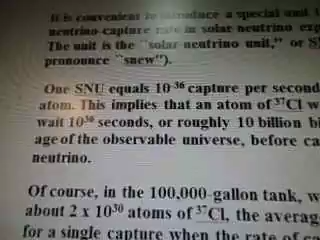 It is convenient to introduce a special unit
neutrino capture rate in solar neutrino exp
The unit is the "solar neutrino unit," or S
pronounce "snew").
One SNU equals 10-36 capture per second
atom. This implies that an atom of 37Cl w
wait 1036 seconds, or roughly 10 billion bi
age of the observable universe, before ca
neutrino.
Of course, in the 100,000-gallon tank, w
about 2 x 1030 atoms of 37Cl, the averag
for a single capture when the rate of ca